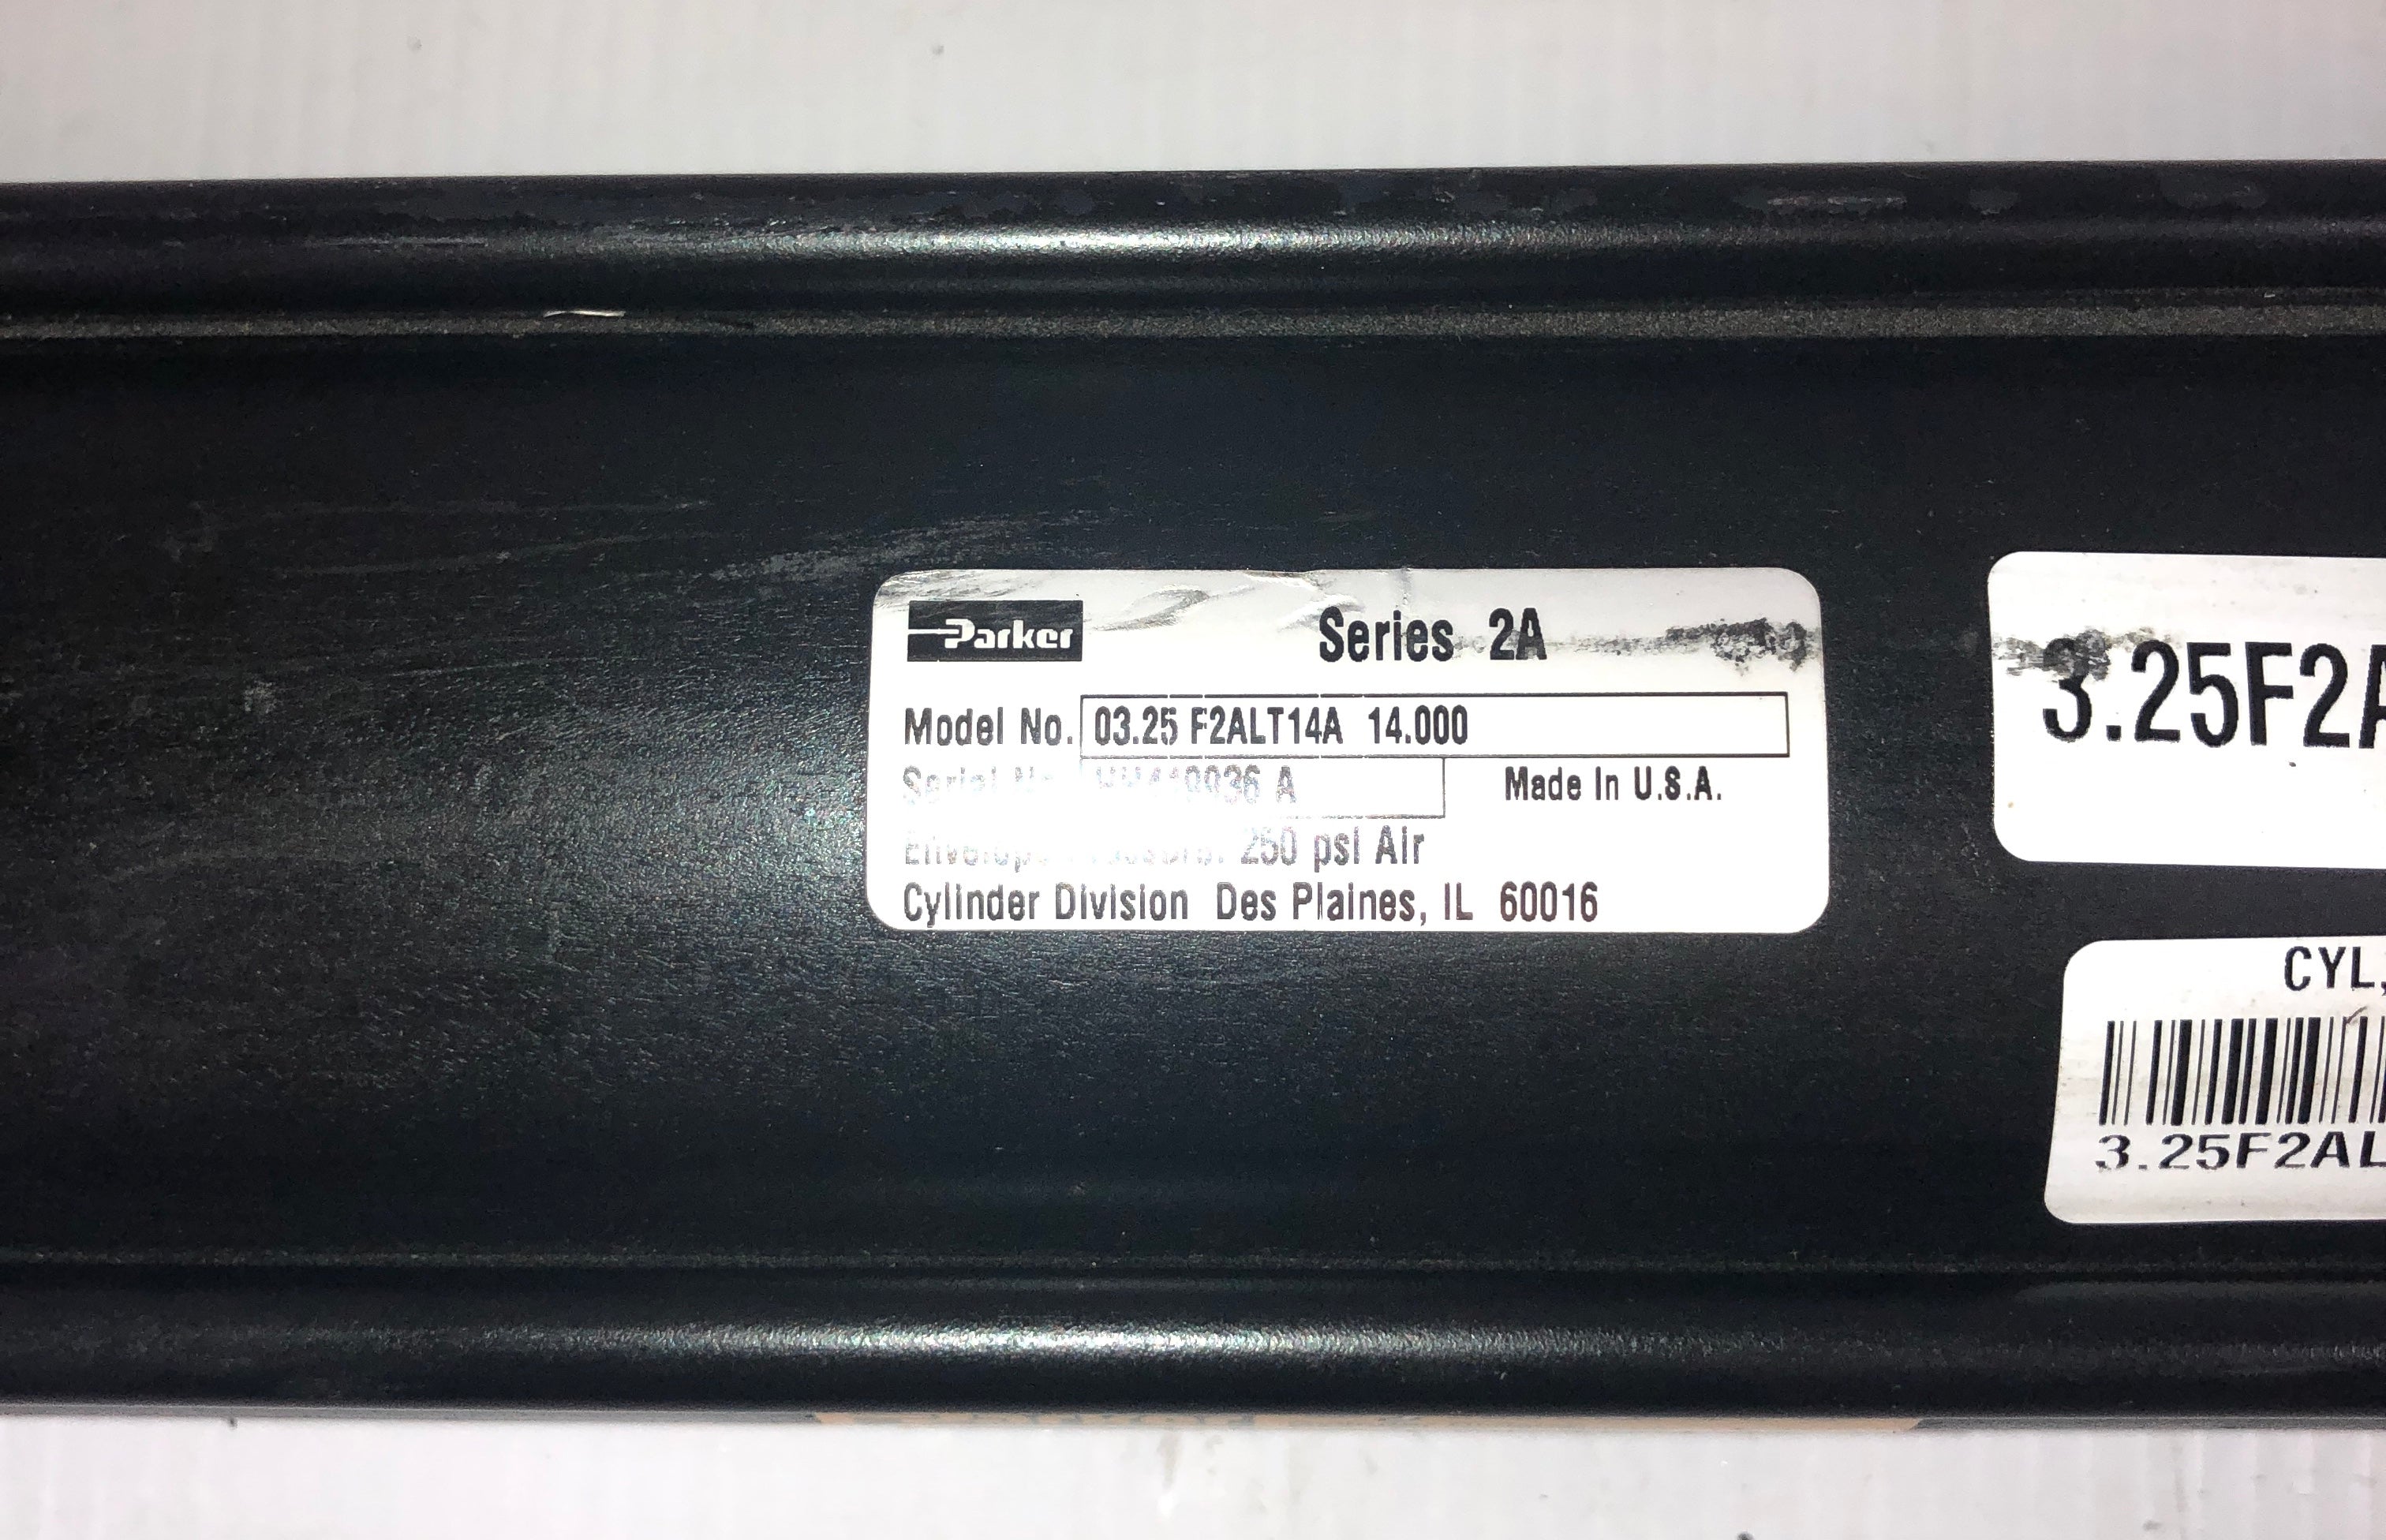 Parker Series 2A
Model No. 03.25 F2ALT14A 14.000
Made In U.S.A.
250 psi Air
Cylinder Division Des Plaines, IL 60016
3.25F2A
CYL,
3.25F2AL